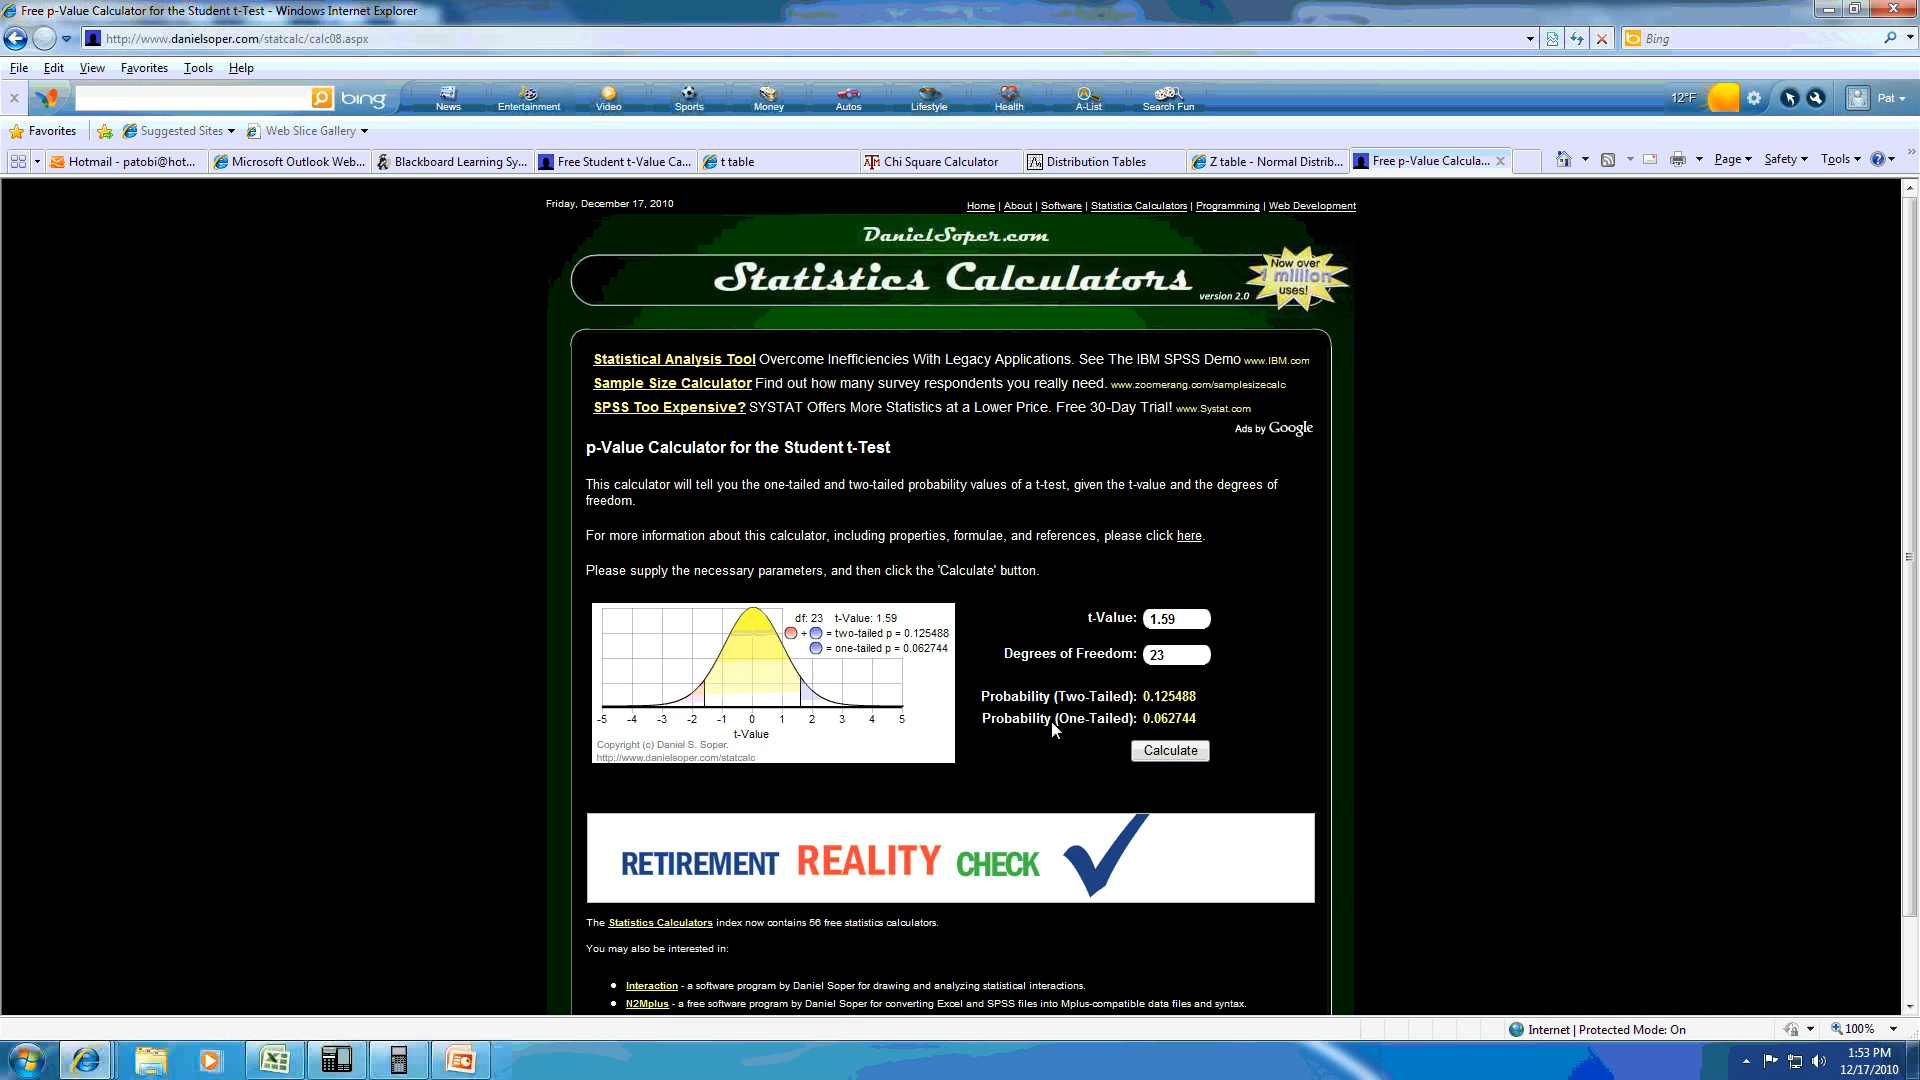 Free p-Value Calculator for the Student t-Test - Windows Internet Explorer
http://www.danielsoper.com/statcalc/calc08.aspx
Bing
File Edit View Favorites Tools Help
bing
News Entertainment Video Sports Money Autos Lifestyle Health A-List Search Fun
12°F
Pat
Favorites Suggested Sites Web Slice Gallery
Hotmail - patobi@hot...
Microsoft Outlook Web...
Blackboard Learning Sy...
Free Student t-Value Ca...
t table
Chi Square Calculator
Distribution Tables
Z table - Normal Distrib...
Free p-Value Calcula...
Page Safety Tools
Friday, December 17, 2010
Home | About | Software | Statistics Calculators | Programming | Web Development
DanielSoper.com
Statistics Calculators
version 2.0
Now over
1 million
uses!
Statistical Analysis Tool Overcome Inefficiencies With Legacy Applications. See The IBM SPSS Demo www.IBM.com
Sample Size Calculator Find out how many survey respondents you really need. www.zoomerang.com/samplesizecalc
SPSS Too Expensive? SYSTAT Offers More Statistics at a Lower Price. Free 30-Day Trial! www.Systat.com
Ads by Google
p-Value Calculator for the Student t-Test
This calculator will tell you the one-tailed and two-tailed probability values of a t-test, given the t-value and the degrees of
freedom.
For more information about this calculator, including properties, formulae, and references, please click here.
Please supply the necessary parameters, and then click the 'Calculate' button.
df: 23 t-Value: 1.59
+ = two-tailed p = 0.125488
= one-tailed p = 0.062744
-5 -4 -3 -2 -1 0 1 2 3 4 5
t-Value
Copyright (c) Daniel S. Soper.
http://www.danielsoper.com/statcalc
t-Value: 1.59
Degrees of Freedom: 23
Probability (Two-Tailed): 0.125488
Probability (One-Tailed): 0.062744
Calculate
RETIREMENT REALITY CHECK
The Statistics Calculators index now contains 56 free statistics calculators.
You may also be interested in:
• Interaction - a software program by Daniel Soper for drawing and analyzing statistical interactions.
• N2Mplus - a free software program by Daniel Soper for converting Excel and SPSS files into Mplus-compatible data files and syntax.
Internet | Protected Mode: On
100%
1:53 PM
12/17/2010